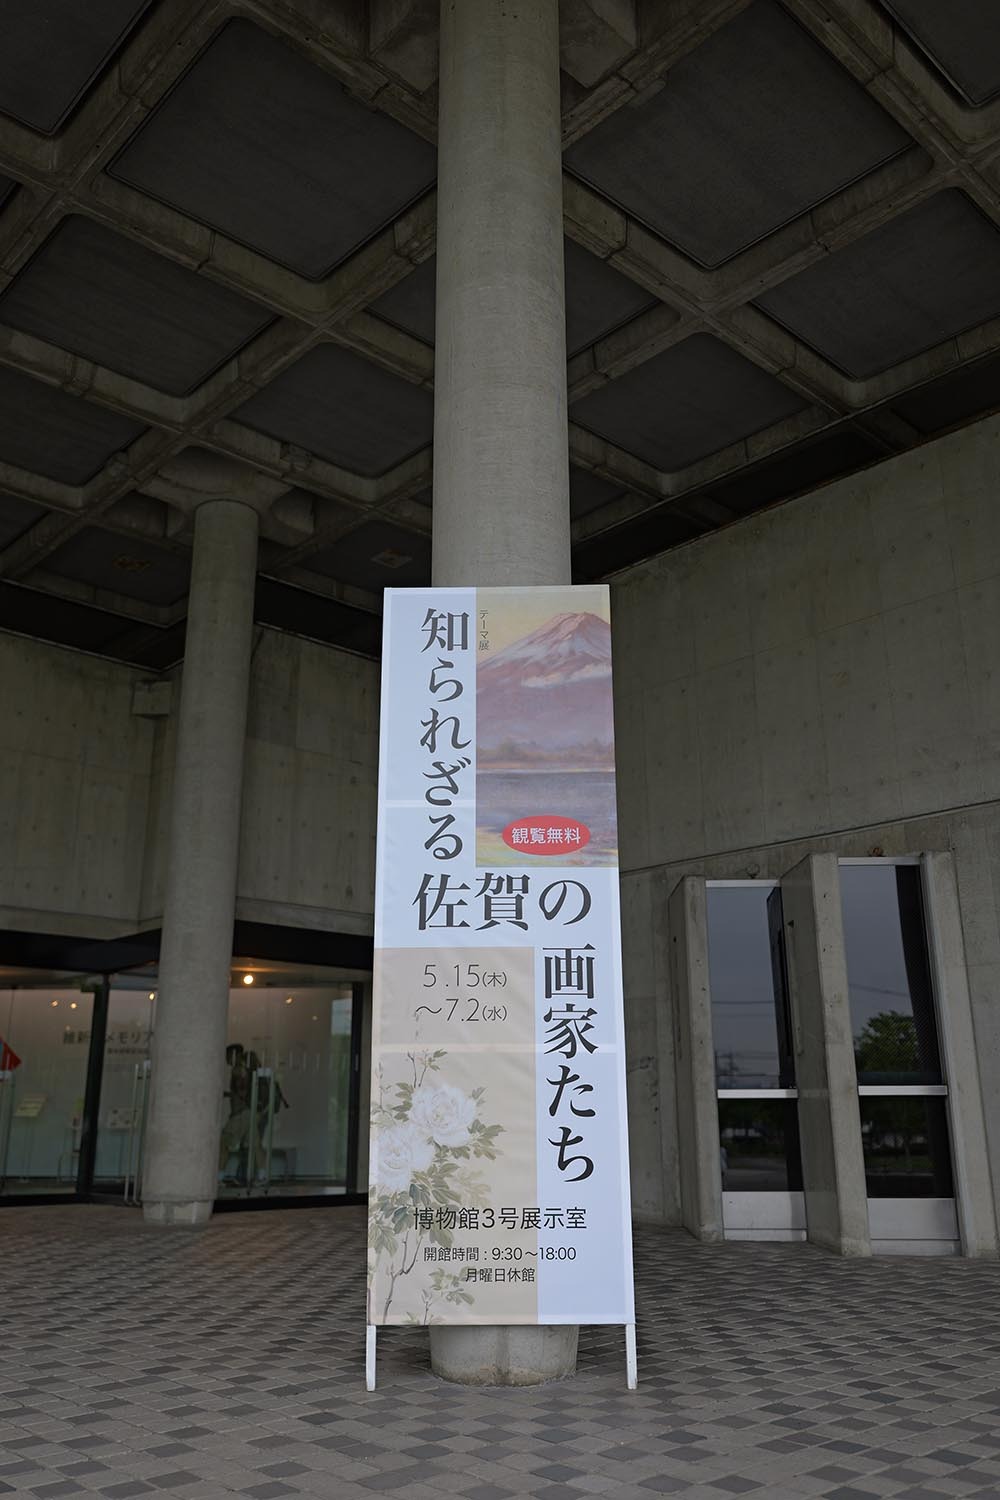 テーマ展
知られざる
佐賀の
画家たち
観覧無料
5.15(木)
〜7.2(水)
博物館3号展示室
開館時間：9:30〜18:00
月曜日休館